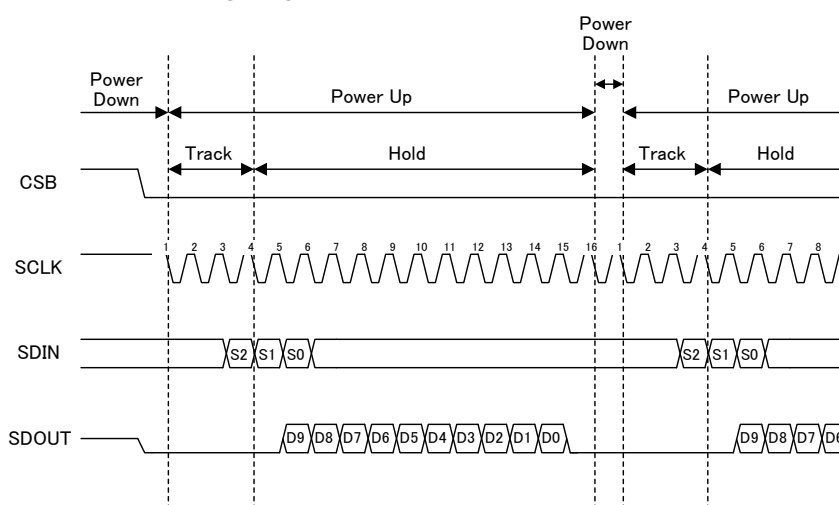 Power
Down
Power
Down
Power Up
Power Up
Track
Hold
Track
Hold
CSB
SCLK
1 2 3 4 5 6 7 8 9 10 11 12 13 14 15 16 1 2 3 4 5 6 7 8
SDIN
S2 S1 S0
S2 S1 S0
SDOUT
D9 D8 D7 D6 D5 D4 D3 D2 D1 D0
D9 D8 D7 D6